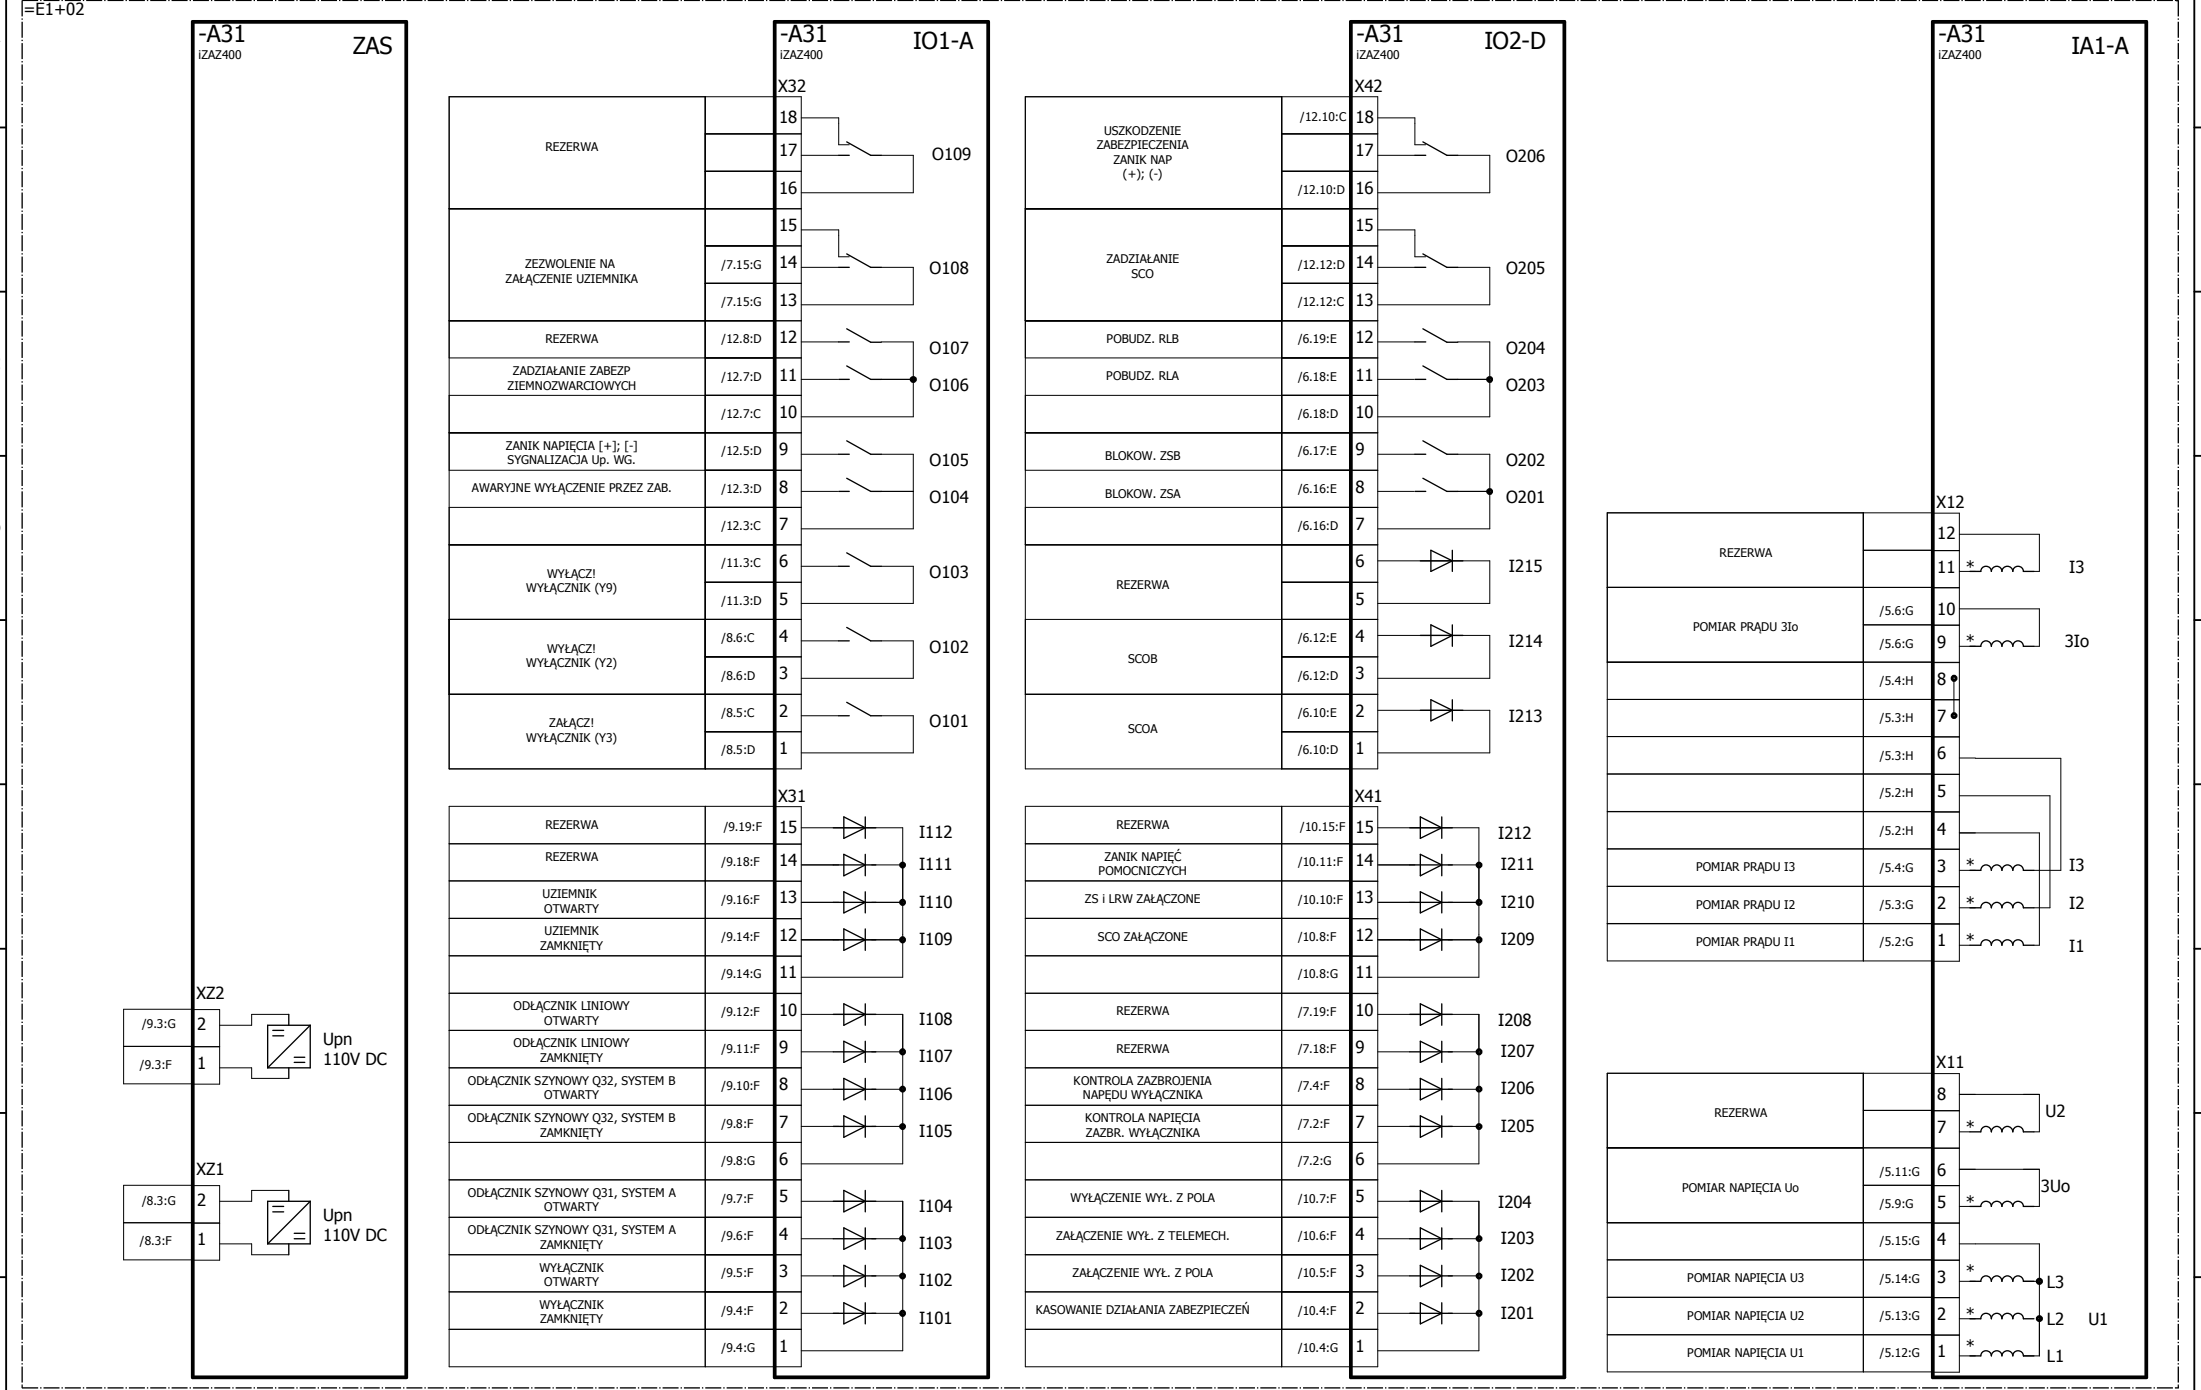 =E1+02
-A31
iZAZ400
ZAS
XZ2
/9.3:G 2
/9.3:F 1
Upn
110V DC
XZ1
/8.3:G 2
/8.3:F 1
Upn
110V DC
-A31
iZAZ400
IO1-A
X32
18
REZERWA 17 O109
16
15
ZEZWOLENIE NA
ZAŁĄCZENIE UZIEMNIKA
/7.15:G 14 O108
/7.15:G 13
REZERWA /12.8:D 12 O107
ZADZIAŁANIE ZABEZP
ZIEMNOZWARCIOWYCH
/12.7:D 11 O106
/12.7:C 10
ZANIK NAPIĘCIA [+]; [-]
SYGNALIZACJA Up. WG.
/12.5:D 9 O105
AWARYJNE WYŁĄCZENIE PRZEZ ZAB. /12.3:D 8 O104
/12.3:C 7
WYŁĄCZ!
WYŁĄCZNIK (Y9)
/11.3:C 6 O103
/11.3:D 5
WYŁĄCZ!
WYŁĄCZNIK (Y2)
/8.6:C 4 O102
/8.6:D 3
ZAŁĄCZ!
WYŁĄCZNIK (Y3)
/8.5:C 2 O101
/8.5:D 1
X31
REZERWA /9.19:F 15 I112
REZERWA /9.18:F 14 I111
UZIEMNIK
OTWARTY
/9.16:F 13 I110
UZIEMNIK
ZAMKNIĘTY
/9.14:F 12 I109
/9.14:G 11
ODŁĄCZNIK LINIOWY
OTWARTY
/9.12:F 10 I108
ODŁĄCZNIK LINIOWY
ZAMKNIĘTY
/9.11:F 9 I107
ODŁĄCZNIK SZYNOWY Q32, SYSTEM B
OTWARTY
/9.10:F 8 I106
ODŁĄCZNIK SZYNOWY Q32, SYSTEM B
ZAMKNIĘTY
/9.8:F 7 I105
/9.8:G 6
ODŁĄCZNIK SZYNOWY Q31, SYSTEM A
OTWARTY
/9.7:F 5 I104
ODŁĄCZNIK SZYNOWY Q31, SYSTEM A
ZAMKNIĘTY
/9.6:F 4 I103
WYŁĄCZNIK
OTWARTY
/9.5:F 3 I102
WYŁĄCZNIK
ZAMKNIĘTY
/9.4:F 2 I101
/9.4:G 1
-A31
iZAZ400
IO2-D
X42
USZKODZENIE
ZABEZPIECZENIA
ZANIK NAP
(+); (-)
/12.10:C 18
17 O206
/12.10:D 16
15
ZADZIAŁANIE
SCO
/12.12:D 14 O205
/12.12:C 13
POBUDZ. RLB /6.19:E 12 O204
POBUDZ. RLA /6.18:E 11 O203
/6.18:D 10
BLOKOW. ZSB /6.17:E 9 O202
BLOKOW. ZSA /6.16:E 8 O201
/6.16:D 7
REZERWA 6 I215
5
SCOB /6.12:E 4 I214
/6.12:D 3
SCOA /6.10:E 2 I213
/6.10:D 1
X41
REZERWA /10.15:F 15 I212
ZANIK NAPIĘĆ
POMOCNICZYCH
/10.11:F 14 I211
ZS i LRW ZAŁĄCZONE /10.10:F 13 I210
SCO ZAŁĄCZONE /10.8:F 12 I209
/10.8:G 11
REZERWA /7.19:F 10 I208
REZERWA /7.18:F 9 I207
KONTROLA ZAZBROJENIA
NAPĘDU WYŁĄCZNIKA
/7.4:F 8 I206
KONTROLA NAPIĘCIA
ZAZBR. WYŁĄCZNIKA
/7.2:F 7 I205
/7.2:G 6
WYŁĄCZENIE WYŁ. Z POLA /10.7:F 5 I204
ZAŁĄCZENIE WYŁ. Z TELEMECH. /10.6:F 4 I203
ZAŁĄCZENIE WYŁ. Z POLA /10.5:F 3 I202
KASOWANIE DZIAŁANIA ZABEZPIECZEŃ /10.4:F 2 I201
/10.4:G 1
-A31
iZAZ400
IA1-A
X12
12
REZERWA
11 * I3
POMIAR PRĄDU 3Io /5.6:G 10
/5.6:G 9 * 3Io
/5.4:H 8
/5.3:H 7
/5.3:H 6
/5.2:H 5
/5.2:H 4
POMIAR PRĄDU I3 /5.4:G 3 * I3
POMIAR PRĄDU I2 /5.3:G 2 * I2
POMIAR PRĄDU I1 /5.2:G 1 * I1
X11
8
REZERWA U2
7 *
POMIAR NAPIĘCIA Uo /5.11:G 6
/5.9:G 5 * 3Uo
/5.15:G 4
POMIAR NAPIĘCIA U3 /5.14:G 3 * L3
POMIAR NAPIĘCIA U2 /5.13:G 2 * L2 U1
POMIAR NAPIĘCIA U1 /5.12:G 1 * L1